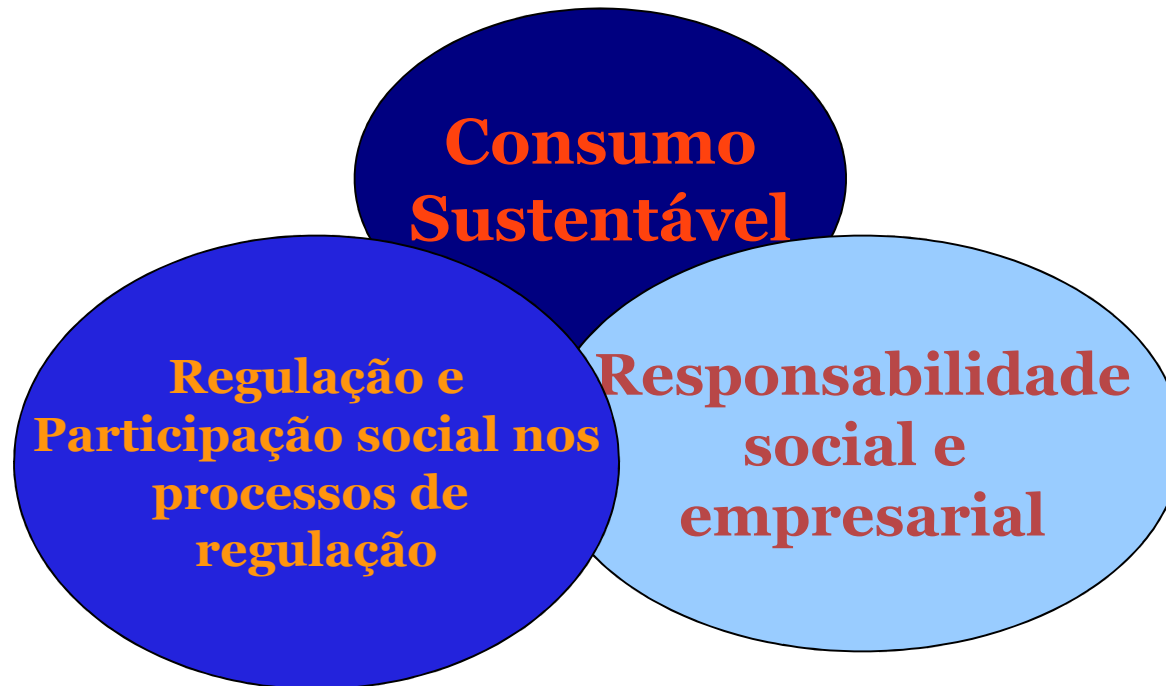 Consumo
Sustentável
Regulação e
Participação social nos
processos de
regulação
Responsabilidade
social e
empresarial